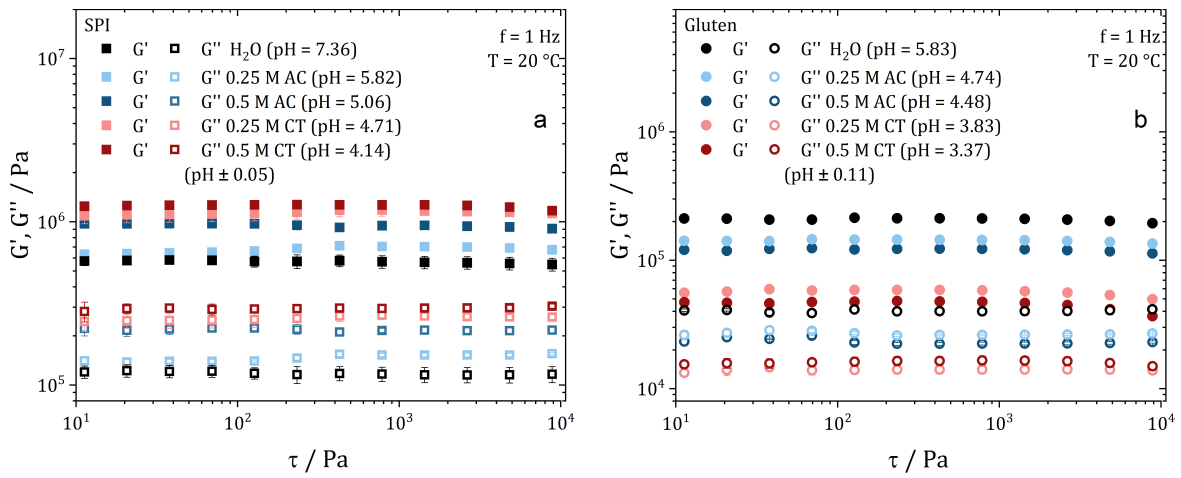 SPI
G' G'' H₂O (pH = 7.36)
G' G'' 0.25 M AC (pH = 5.82)
G' G'' 0.5 M AC (pH = 5.06)
G' G'' 0.25 M CT (pH = 4.71)
G' G'' 0.5 M CT (pH = 4.14)
(pH ± 0.05)
f = 1 Hz
T = 20 °C
a
G', G'' / Pa
10⁷
10⁶
10⁵
10¹ 10² 10³ 10⁴
τ / Pa
Gluten
G' G'' H₂O (pH = 5.83)
G' G'' 0.25 M AC (pH = 4.74)
G' G'' 0.5 M AC (pH = 4.48)
G' G'' 0.25 M CT (pH = 3.83)
G' G'' 0.5 M CT (pH = 3.37)
(pH ± 0.11)
f = 1 Hz
T = 20 °C
b
G', G'' / Pa
10⁶
10⁵
10⁴
10¹ 10² 10³ 10⁴
τ / Pa